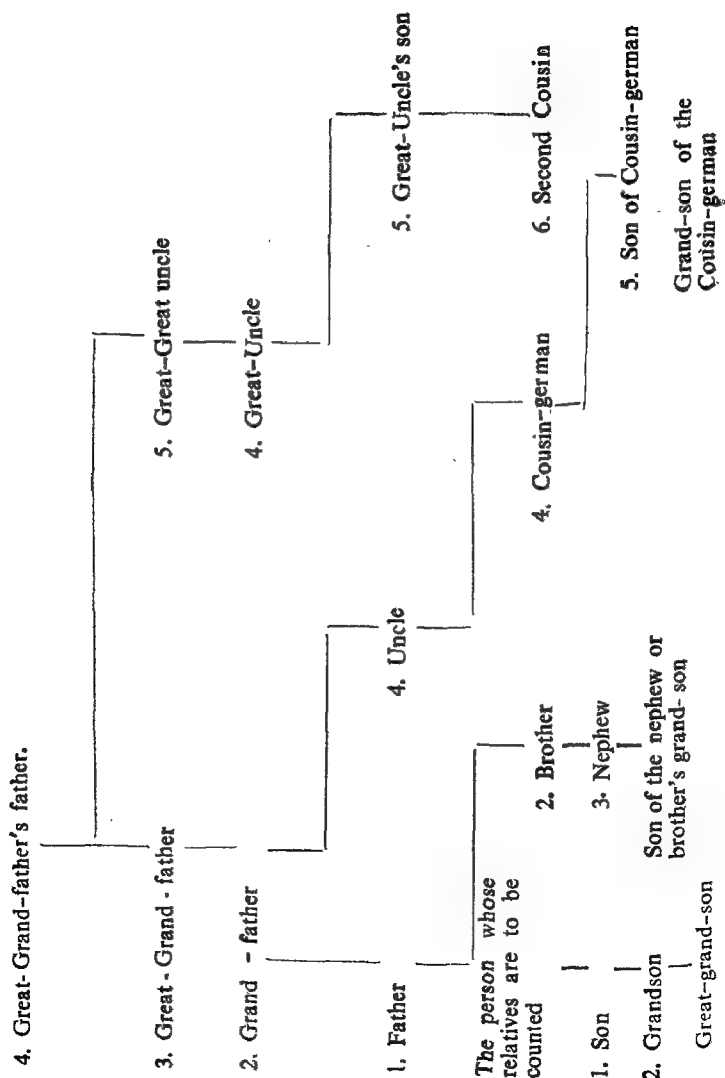 4. Great-Grand-father's father.
5. Great-Great uncle
3. Great-Grand-father
4. Great-Uncle
2. Grand-father
5. Great-Uncle's son
4. Uncle
1. Father
6. Second Cousin
4. Cousin-german
2. Brother
The person whose
relatives are to be
counted
5. Son of Cousin-german
3. Nephew
1. Son
Grand-son of the
Cousin-german
Son of the nephew or
brother's grand-son
2. Grandson
Great-grand-son